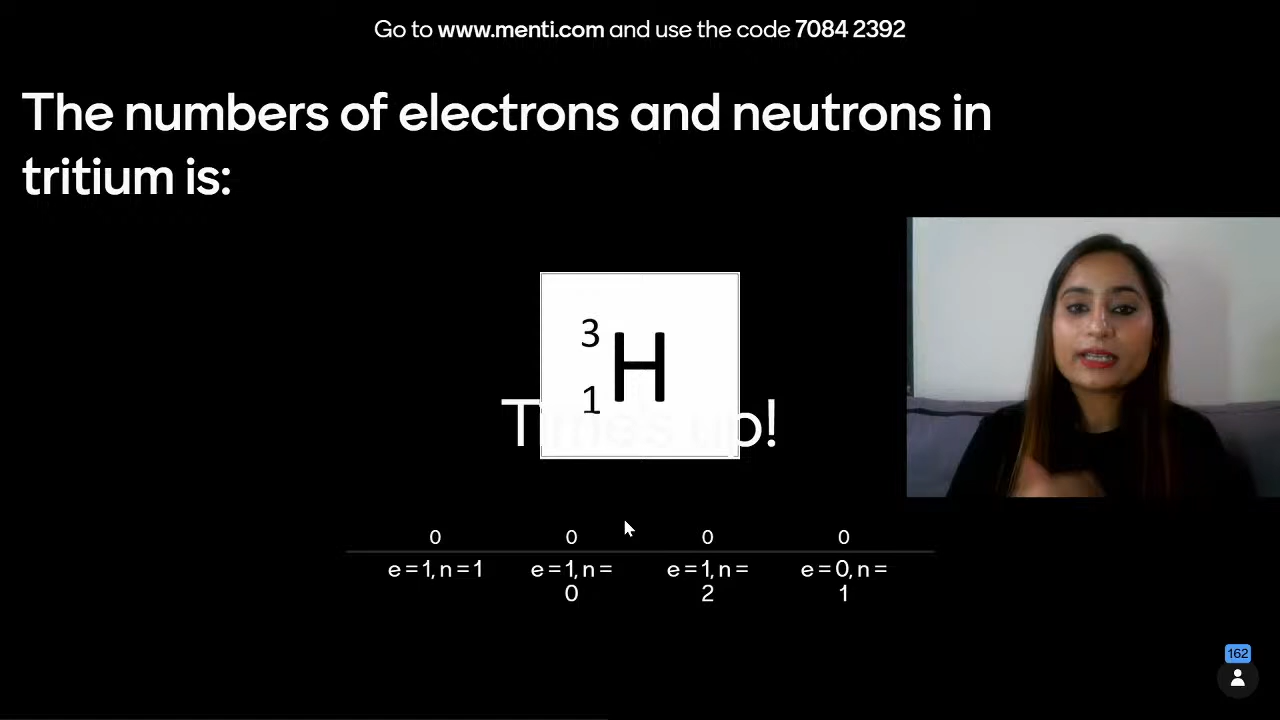 Go to www.menti.com and use the code 7084 2392
The numbers of electrons and neutrons in
tritium is:
3
H
1
Time's up!
0 0 0 0
e = 1, n = 1 e = 1, n = e = 1, n = e = 0, n =
0 2 1
162